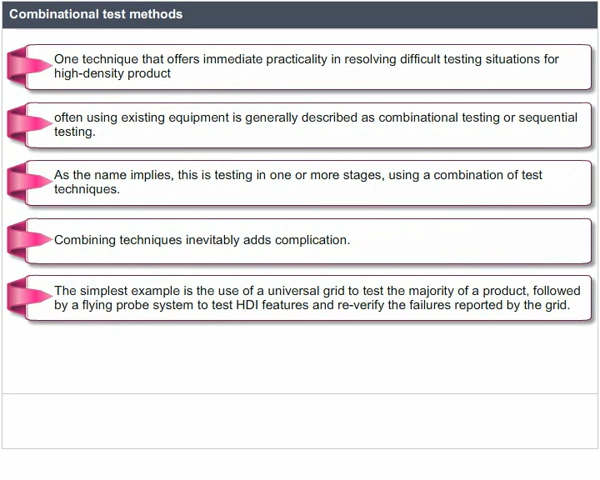 Combinational test methods
One technique that offers immediate practicality in resolving difficult testing situations for
high-density product
often using existing equipment is generally described as combinational testing or sequential
testing.
As the name implies, this is testing in one or more stages, using a combination of test
techniques.
Combining techniques inevitably adds complication.
The simplest example is the use of a universal grid to test the majority of a product, followed
by a flying probe system to test HDI features and re-verify the failures reported by the grid.